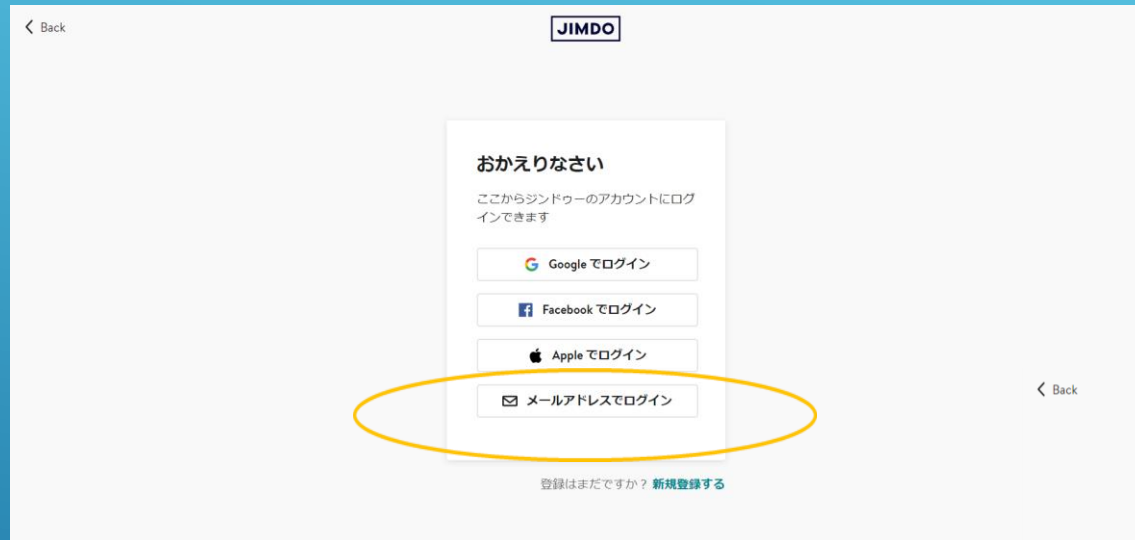 Back
JIMDO
おかえりなさい
ここからジンドゥーのアカウントにログ
インできます
Google でログイン
Facebook でログイン
Apple でログイン
メールアドレスでログイン
Back
登録はまだですか？ 新規登録する